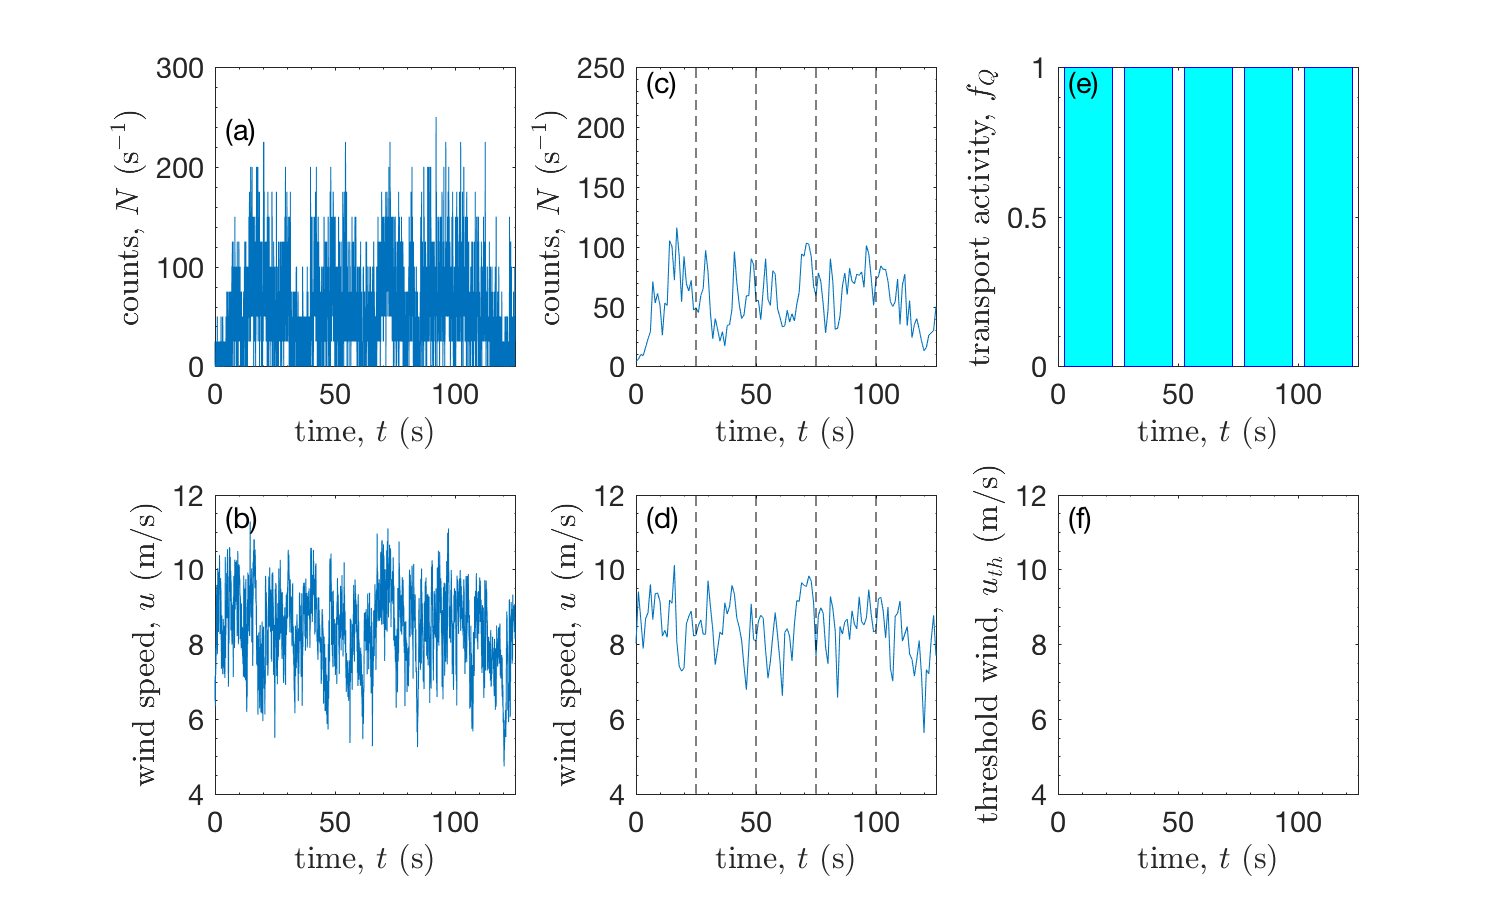 300
200
100
0
0 50 100
counts, N (s⁻¹)
time, t (s)
(a)
250
200
150
100
50
0
0 50 100
counts, N (s⁻¹)
time, t (s)
(c)
1
0.5
0
0 50 100
transport activity, f_Q
time, t (s)
(e)
12
10
8
6
4
0 50 100
wind speed, u (m/s)
time, t (s)
(b)
12
10
8
6
4
0 50 100
wind speed, u (m/s)
time, t (s)
(d)
12
10
8
6
4
0 50 100
threshold wind, u_th (m/s)
time, t (s)
(f)